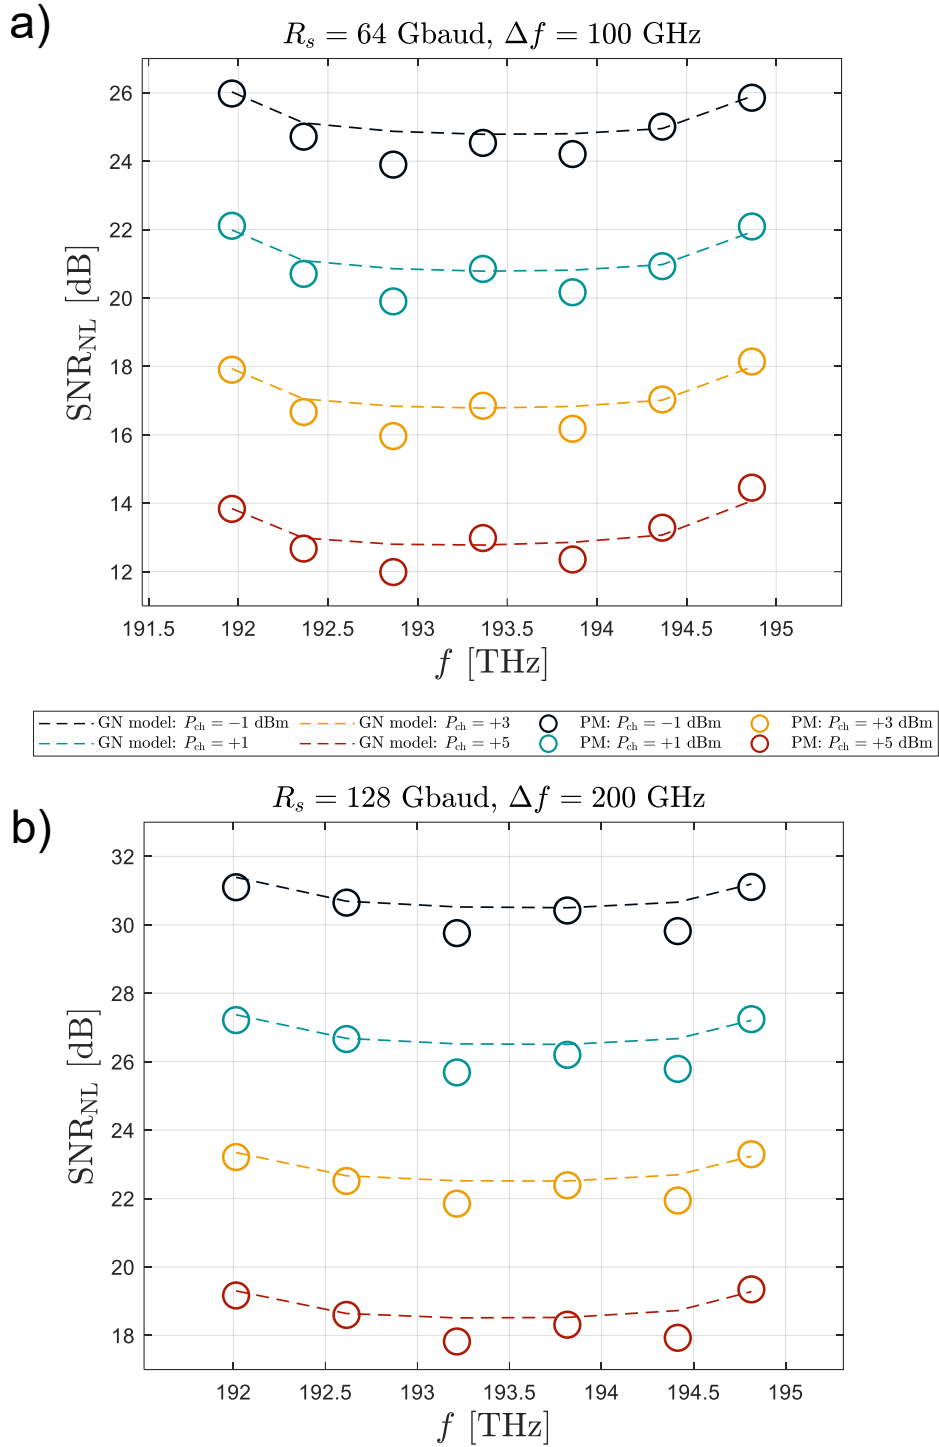 a)
R_s = 64 Gbaud, Δf = 100 GHz
26
24
22
20
18
16
14
12
SNR_NL [dB]
191.5 192 192.5 193 193.5 194 194.5 195
f [THz]
GN model: P_ch = −1 dBm GN model: P_ch = +3 PM: P_ch = −1 dBm PM: P_ch = +3 dBm
GN model: P_ch = +1 GN model: P_ch = +5 PM: P_ch = +1 dBm PM: P_ch = +5 dBm
b)
R_s = 128 Gbaud, Δf = 200 GHz
32
30
28
26
24
22
20
18
SNR_NL [dB]
192 192.5 193 193.5 194 194.5 195
f [THz]